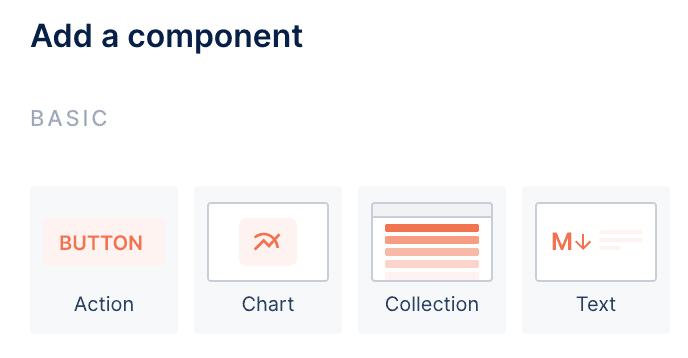 Add a component
BASIC
BUTTON
M↓
Action
Chart
Collection
Text